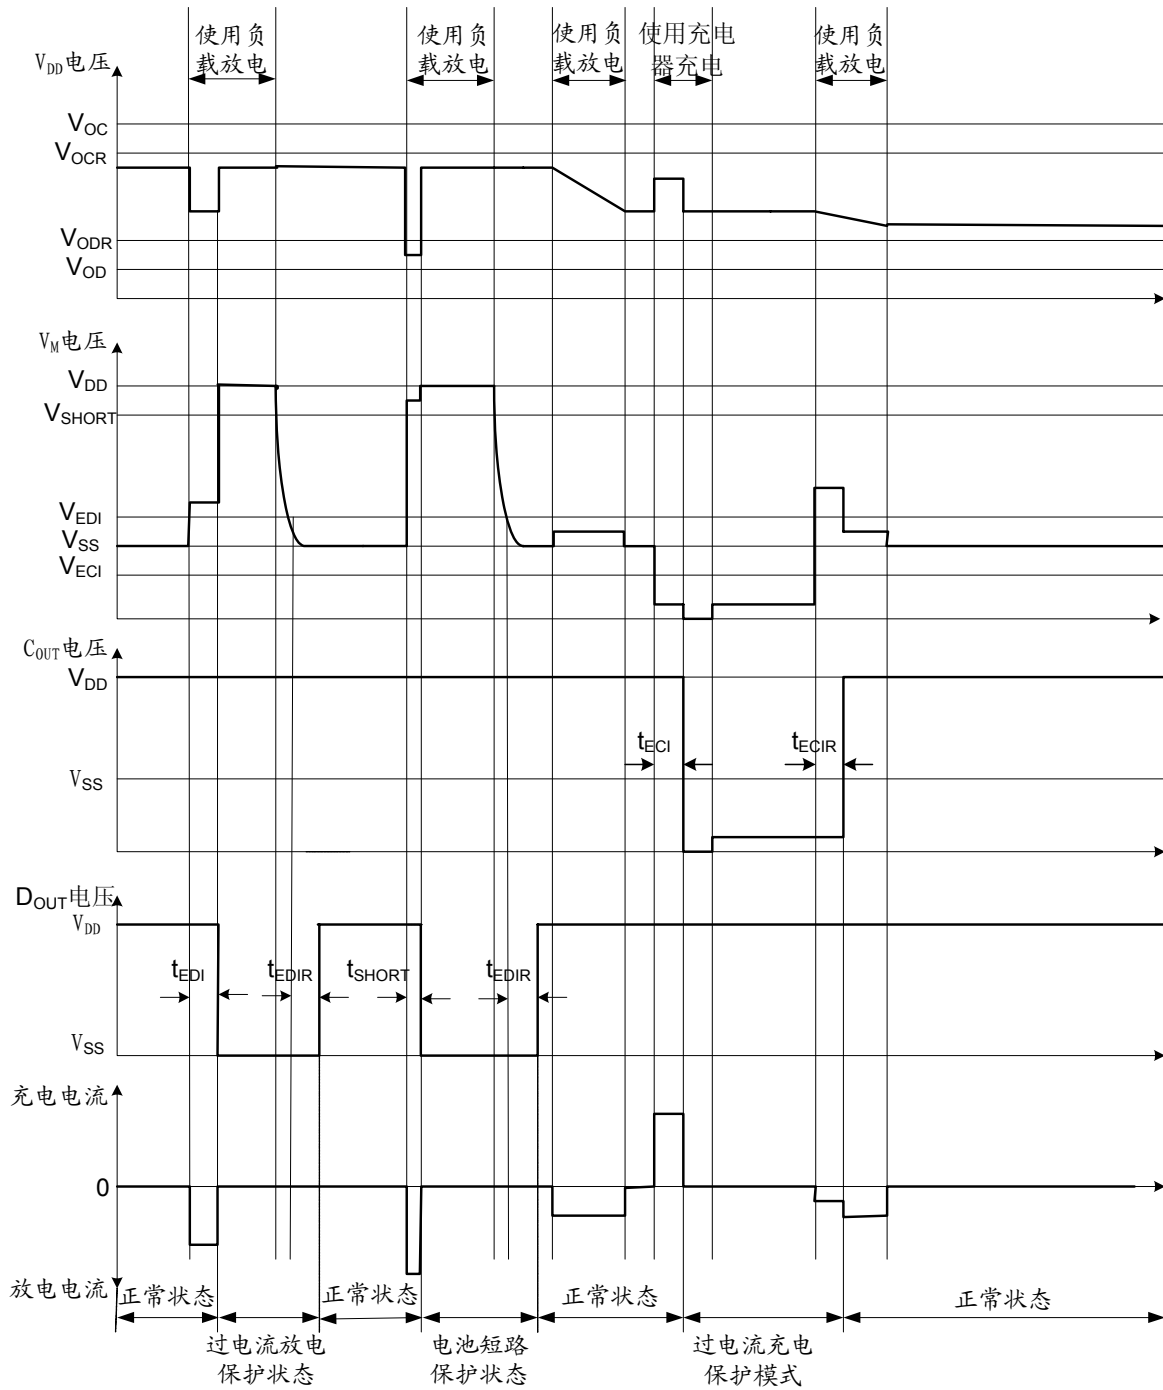 使用负
载放电
使用负
载放电
使用负
载放电
使用充电
器充电
使用负
载放电
VDD电压
VOC
VOCR
VODR
VOD
VM电压
VDD
VSHORT
VEDI
VSS
VECI
COUT电压
VDD
tECI
tECIR
VSS
DOUT电压
VDD
tEDI
tEDIR
tSHORT
tEDIR
VSS
充电电流
0
放电电流
正常状态
正常状态
正常状态
正常状态
过电流放电
保护状态
电池短路
保护状态
过电流充电
保护模式